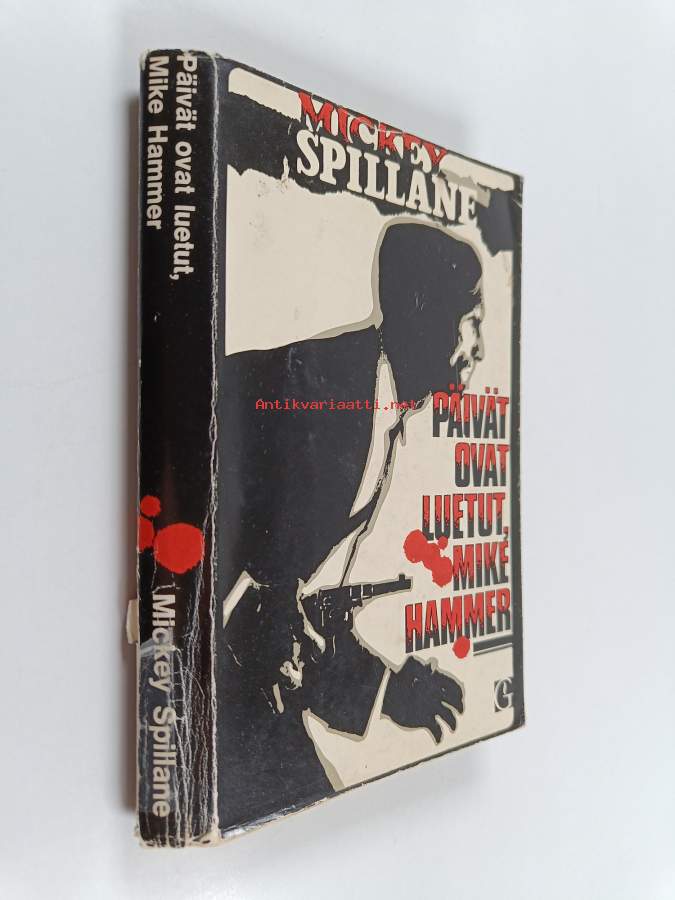 Päivät ovat luetut,
Mike Hammer
Mickey Spillane
MICKEY
SPILLANE
Antikvariaatti.net
PÄIVÄT
OVAT
LUETUT,
MIKE
HAMMER
G